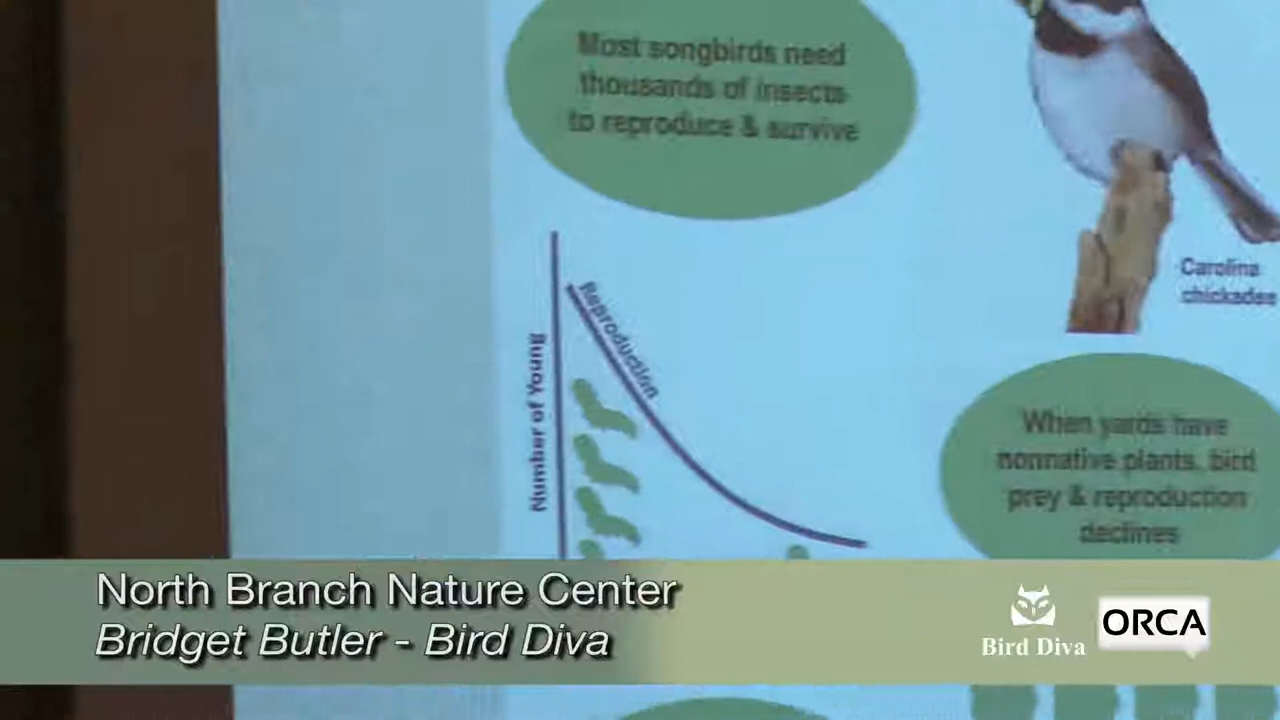 Most songbirds need
thousands of insects
to reproduce & survive
Carolina
chickadee
Reproduction
Number of Young
When yards have
nonnative plants, bird
prey & reproduction
declines
North Branch Nature Center
Bridget Butler - Bird Diva
Bird Diva
ORCA